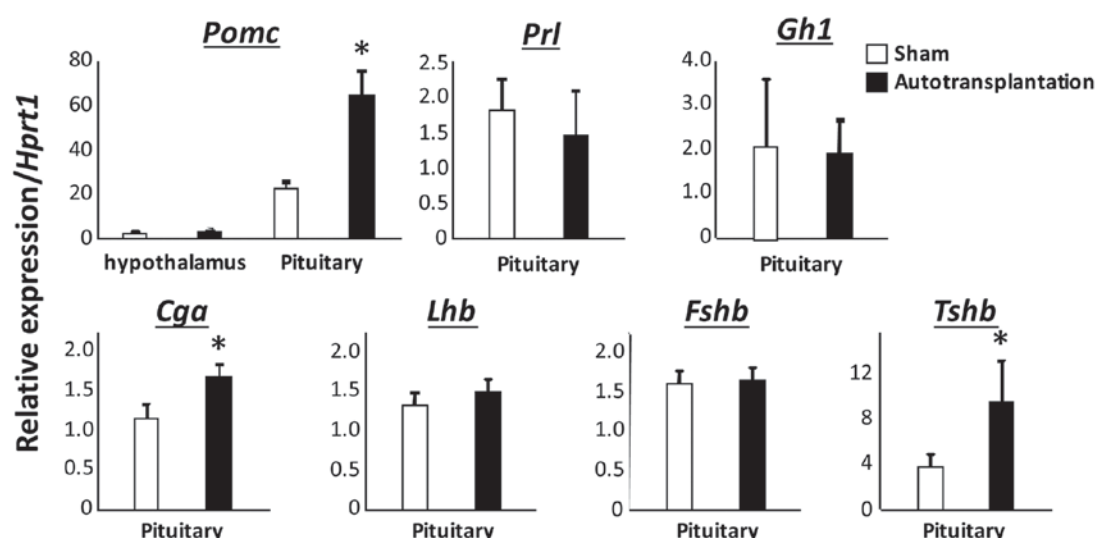 Pomc
Prl
Gh1
Sham
Autotransplantation
Relative expression/Hprt1
80
60
40
20
0
*
hypothalamus
Pituitary
2.5
2.0
1.5
1.0
0.5
0
Pituitary
4.0
3.0
2.0
1.0
0
Pituitary
Cga
Lhb
Fshb
Tshb
2.0
1.5
1.0
0.5
0
*
Pituitary
2.0
1.5
1.0
0.5
0
Pituitary
2.0
1.5
1.0
0.5
0
Pituitary
12
8
4
0
*
Pituitary